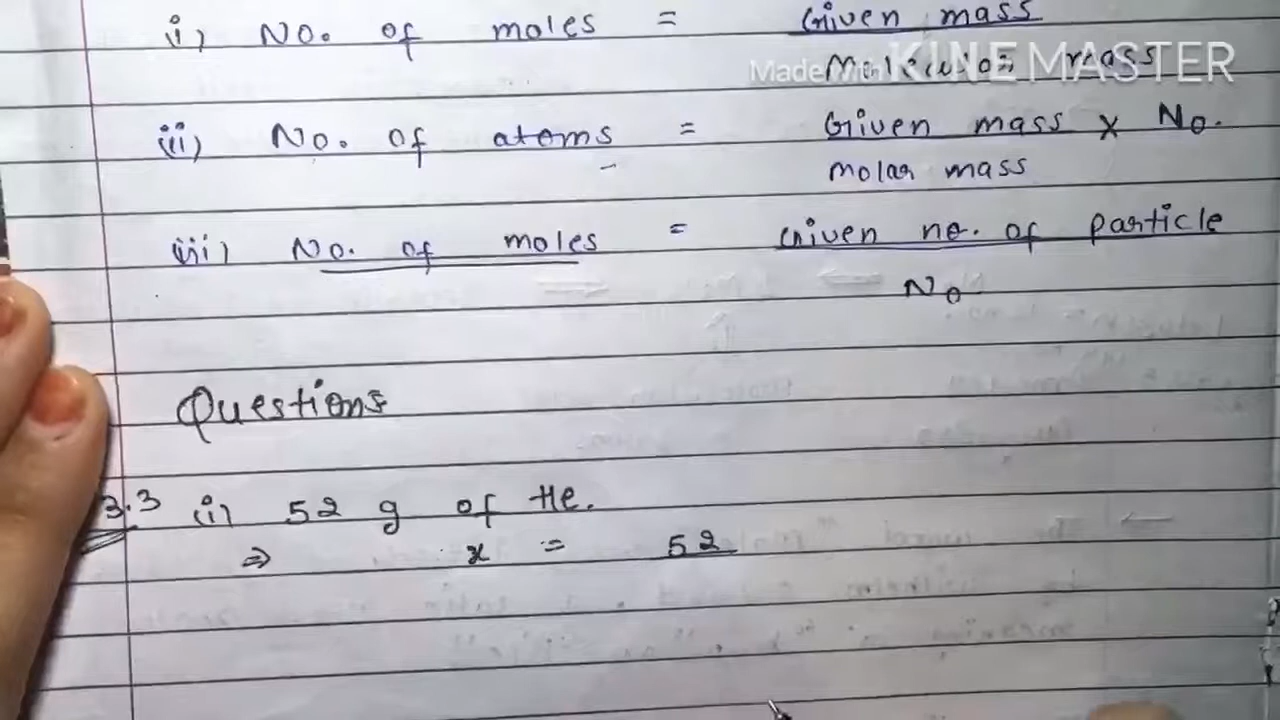 (i) No. of moles = Given mass
Molecular mass
Made with KINEMASTER
(ii) No. of atoms = Given mass x No.
molar mass
(iii) No. of moles = Given no. of particle
No
Questions
3.3 (i) 52 g of He.
⇒ x = 52